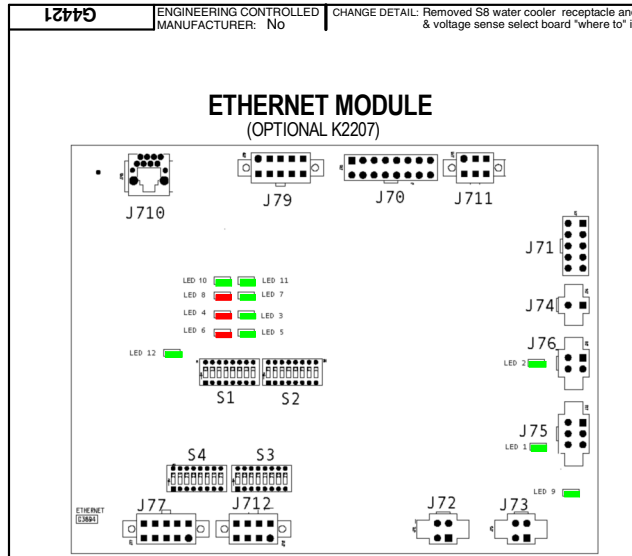 G4421
ENGINEERING CONTROLLED
MANUFACTURER: No
CHANGE DETAIL: Removed S8 water cooler receptacle an
& voltage sense select board "where to" i
ETHERNET MODULE
(OPTIONAL K2207)
J710
J79
J70
J711
J71
J74
J76
LED 10
LED 11
LED 8
LED 7
LED 4
LED 3
LED 6
LED 5
LED 12
LED 2
S1
S2
J75
LED 1
S4
S3
LED 9
J77
J712
J72
J73
ETHERNET
G3694